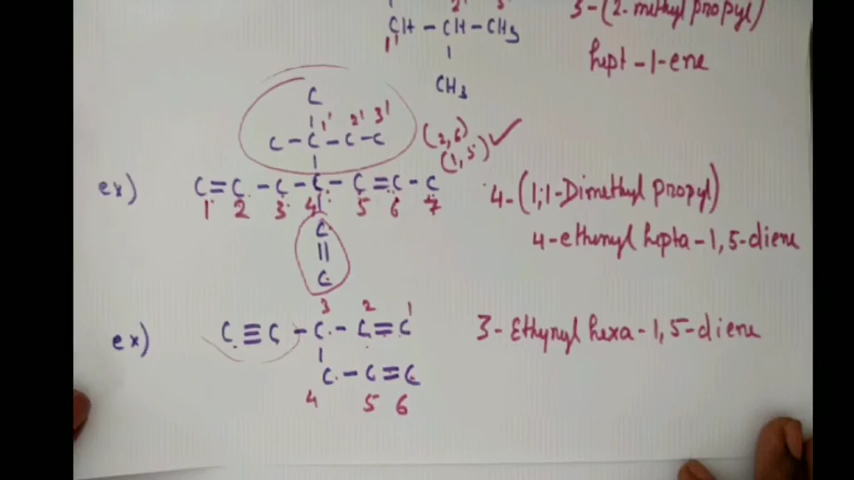 2' 3'
CH - CH - CH3
1'
CH3
3-(2-methyl propyl)
hept-1-ene
C
1' 2' 3'
C - C - C - C
(2,6)
(1,5) ✓
ex) C=C - C - C - C=C - C
1 2 3 4 5 6 7
C
||
C
4-(1,1-Dimethyl propyl)
4-ethenyl hepta-1,5-diene
3 2 1
ex) C≡C - C - C=C
C - C=C
4 5 6
3-Ethynyl hexa-1,5-diene